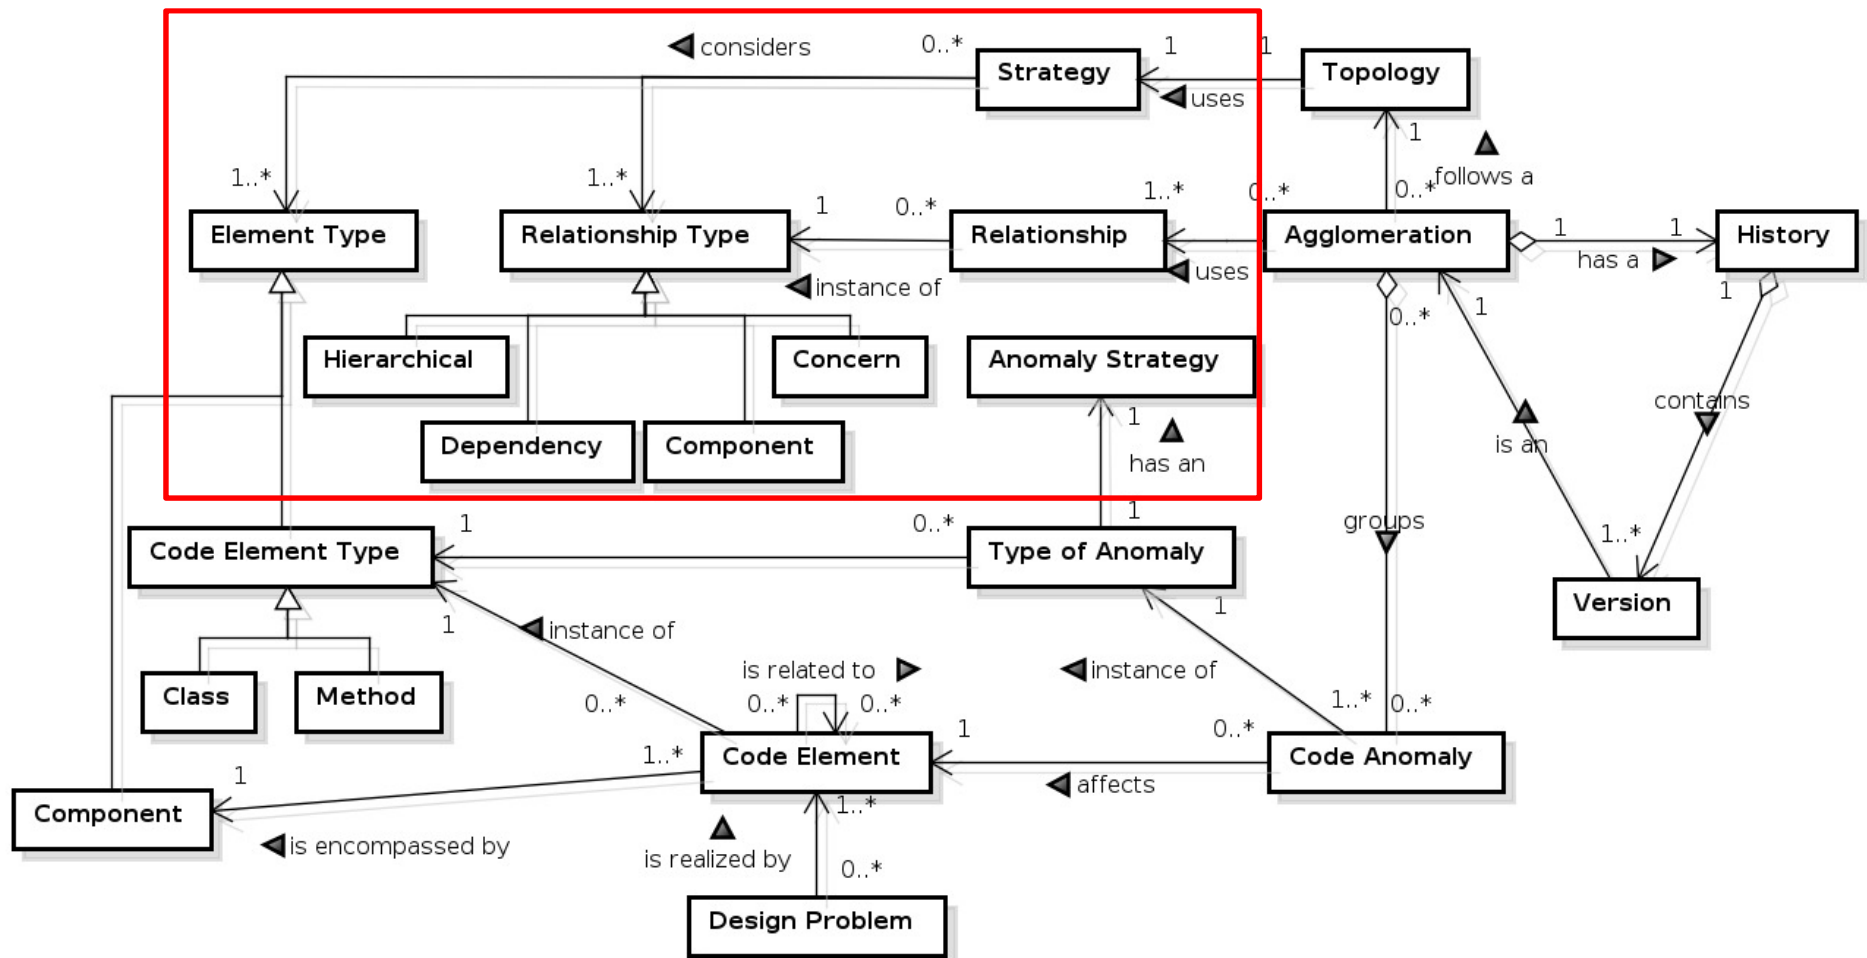 considers
0..*
Strategy
1
1
Topology
uses
1
follows a
1..*
1..*
1
0..*
1..*
0..*
0..*
Element Type
Relationship Type
Relationship
Agglomeration
1
1
History
instance of
uses
has a
1
1
0..*
Hierarchical
Concern
Anomaly Strategy
1
contains
Dependency
Component
has an
is an
1
1
0..*
groups
1..*
Code Element Type
Type of Anomaly
Version
1
instance of
1
is related to
instance of
Class
Method
0..*
0..*
0..*
1..*
0..*
1
1..*
1
0..*
Code Element
Code Anomaly
affects
Component
1..*
is encompassed by
is realized by
0..*
Design Problem